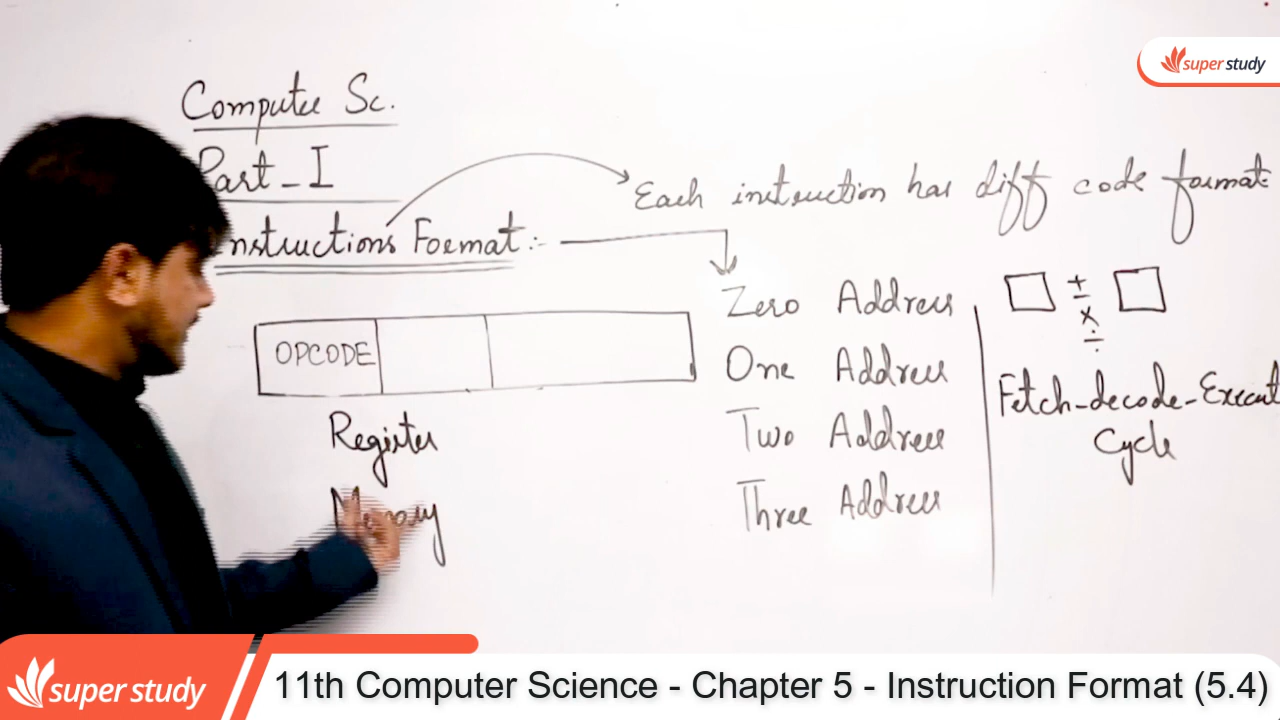 super study
Computer Sc.
Part - I
Instructions Format :-
Each instruction has diff code format.
Zero Address
One Address
Two Address
Three Address
OPCODE
Register
Memory
±
×
÷
Fetch-decode-Execut
Cycle
super study
11th Computer Science - Chapter 5 - Instruction Format (5.4)